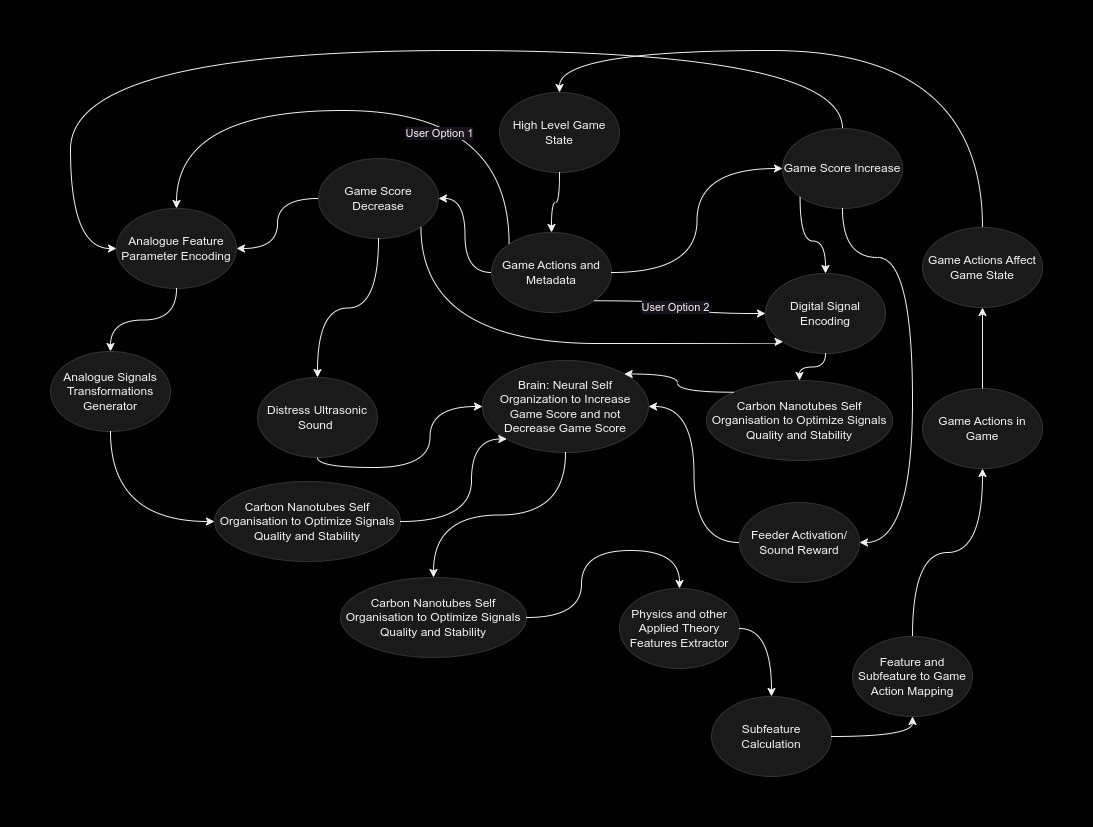 High Level Game
State
User Option 1
Game Score Increase
Game Score
Decrease
Analogue Feature
Parameter Encoding
Game Actions and
Metadata
Game Actions Affect
Game State
User Option 2
Digital Signal
Encoding
Analogue Signals
Transformations
Generator
Distress Ultrasonic
Sound
Brain: Neural Self
Organization to Increase
Game Score and not
Decrease Game Score
Carbon Nanotubes Self
Organisation to Optimize Signals
Quality and Stability
Game Actions in
Game
Carbon Nanotubes Self
Organisation to Optimize Signals
Quality and Stability
Feeder Activation/
Sound Reward
Carbon Nanotubes Self
Organisation to Optimize Signals
Quality and Stability
Physics and other
Applied Theory
Features Extractor
Feature and
Subfeature to Game
Action Mapping
Subfeature
Calculation